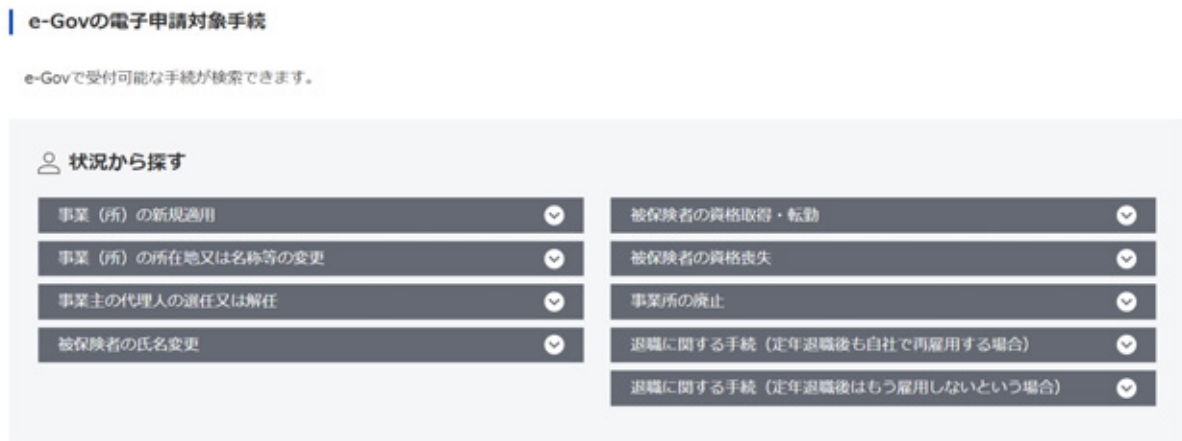 e-Govの電子申請対象手続
e-Govで受付可能な手続が検索できます。
状況から探す
事業（所）の新規適用
事業（所）の所在地又は名称等の変更
事業主の代理人の選任又は解任
被保険者の氏名変更
被保険者の資格取得・転勤
被保険者の資格喪失
事業所の廃止
退職に関する手続（定年退職後も自社で再雇用する場合）
退職に関する手続（定年退職後はもう雇用しないという場合）